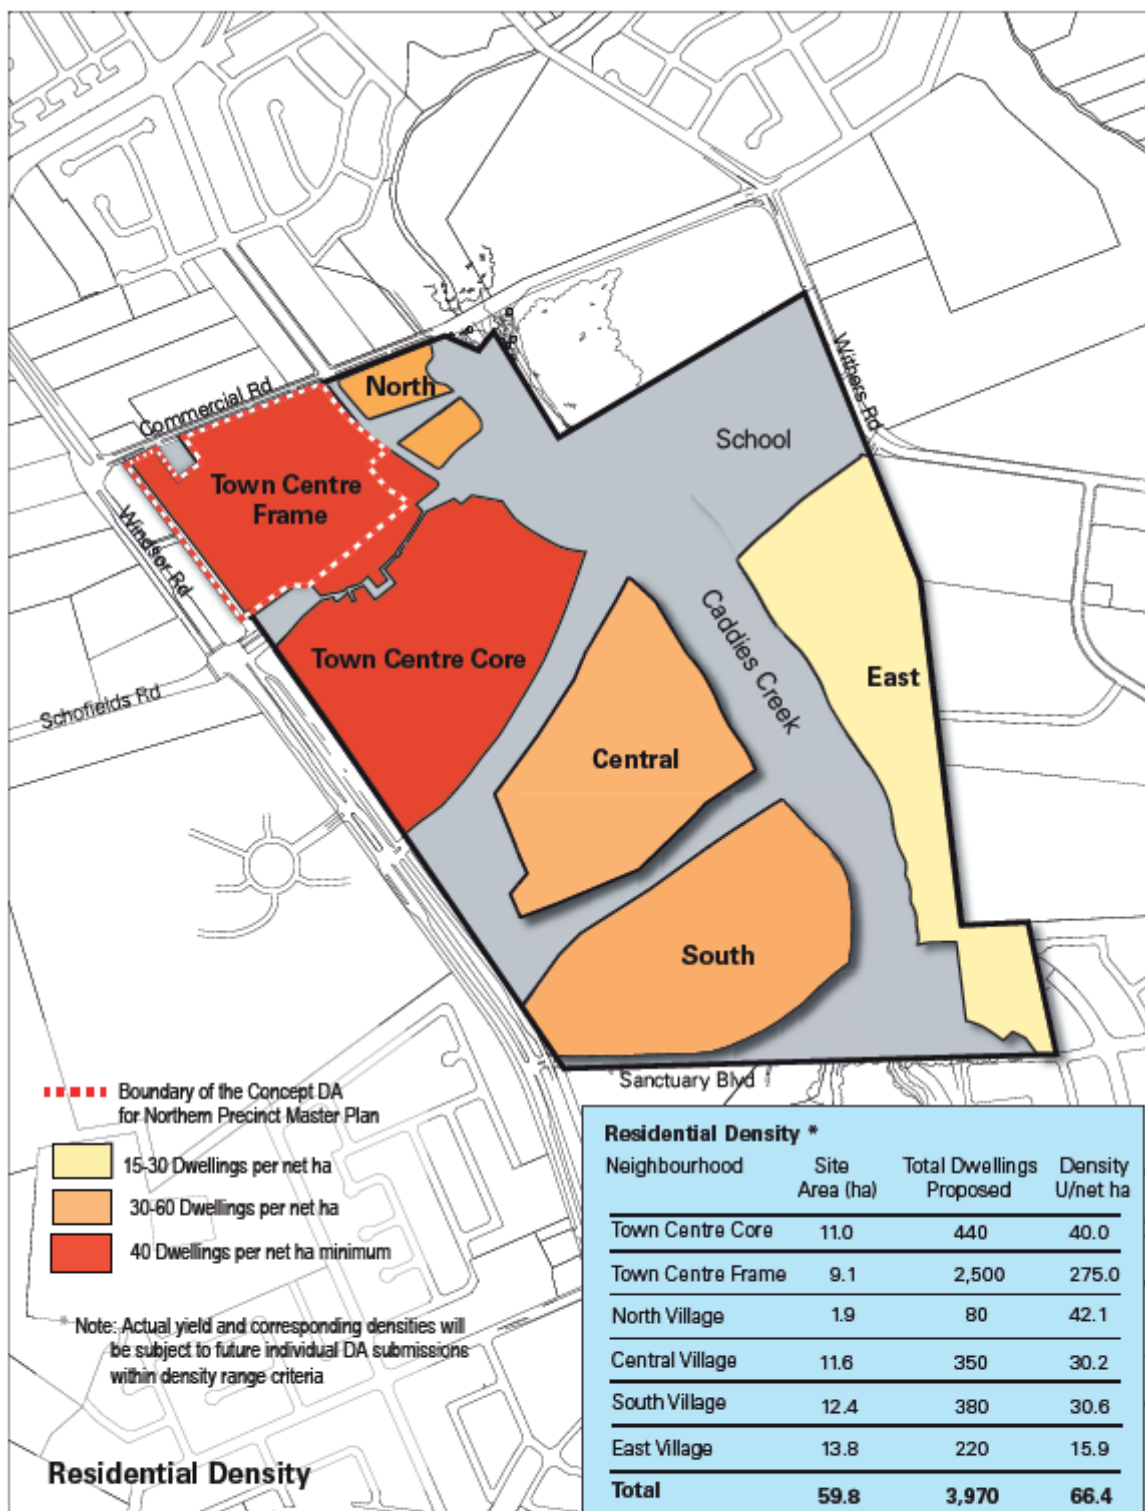 Commercial Rd
North
Withers Rd
School
Town Centre
Frame
Windsor Rd
Town Centre Core
Caddies Creek
East
Schofields Rd
Central
South
Sanctuary Blvd
Boundary of the Concept DA
for Northern Precinct Master Plan
15-30 Dwellings per net ha
30-60 Dwellings per net ha
40 Dwellings per net ha minimum
* Note: Actual yield and corresponding densities will
be subject to future individual DA submissions
within density range criteria
Residential Density
Residential Density *
Neighbourhood Site Area (ha) Total Dwellings Proposed Density U/net ha
Town Centre Core 11.0 440 40.0
Town Centre Frame 9.1 2,500 275.0
North Village 1.9 80 42.1
Central Village 11.6 350 30.2
South Village 12.4 380 30.6
East Village 13.8 220 15.9
Total 59.8 3,970 66.4